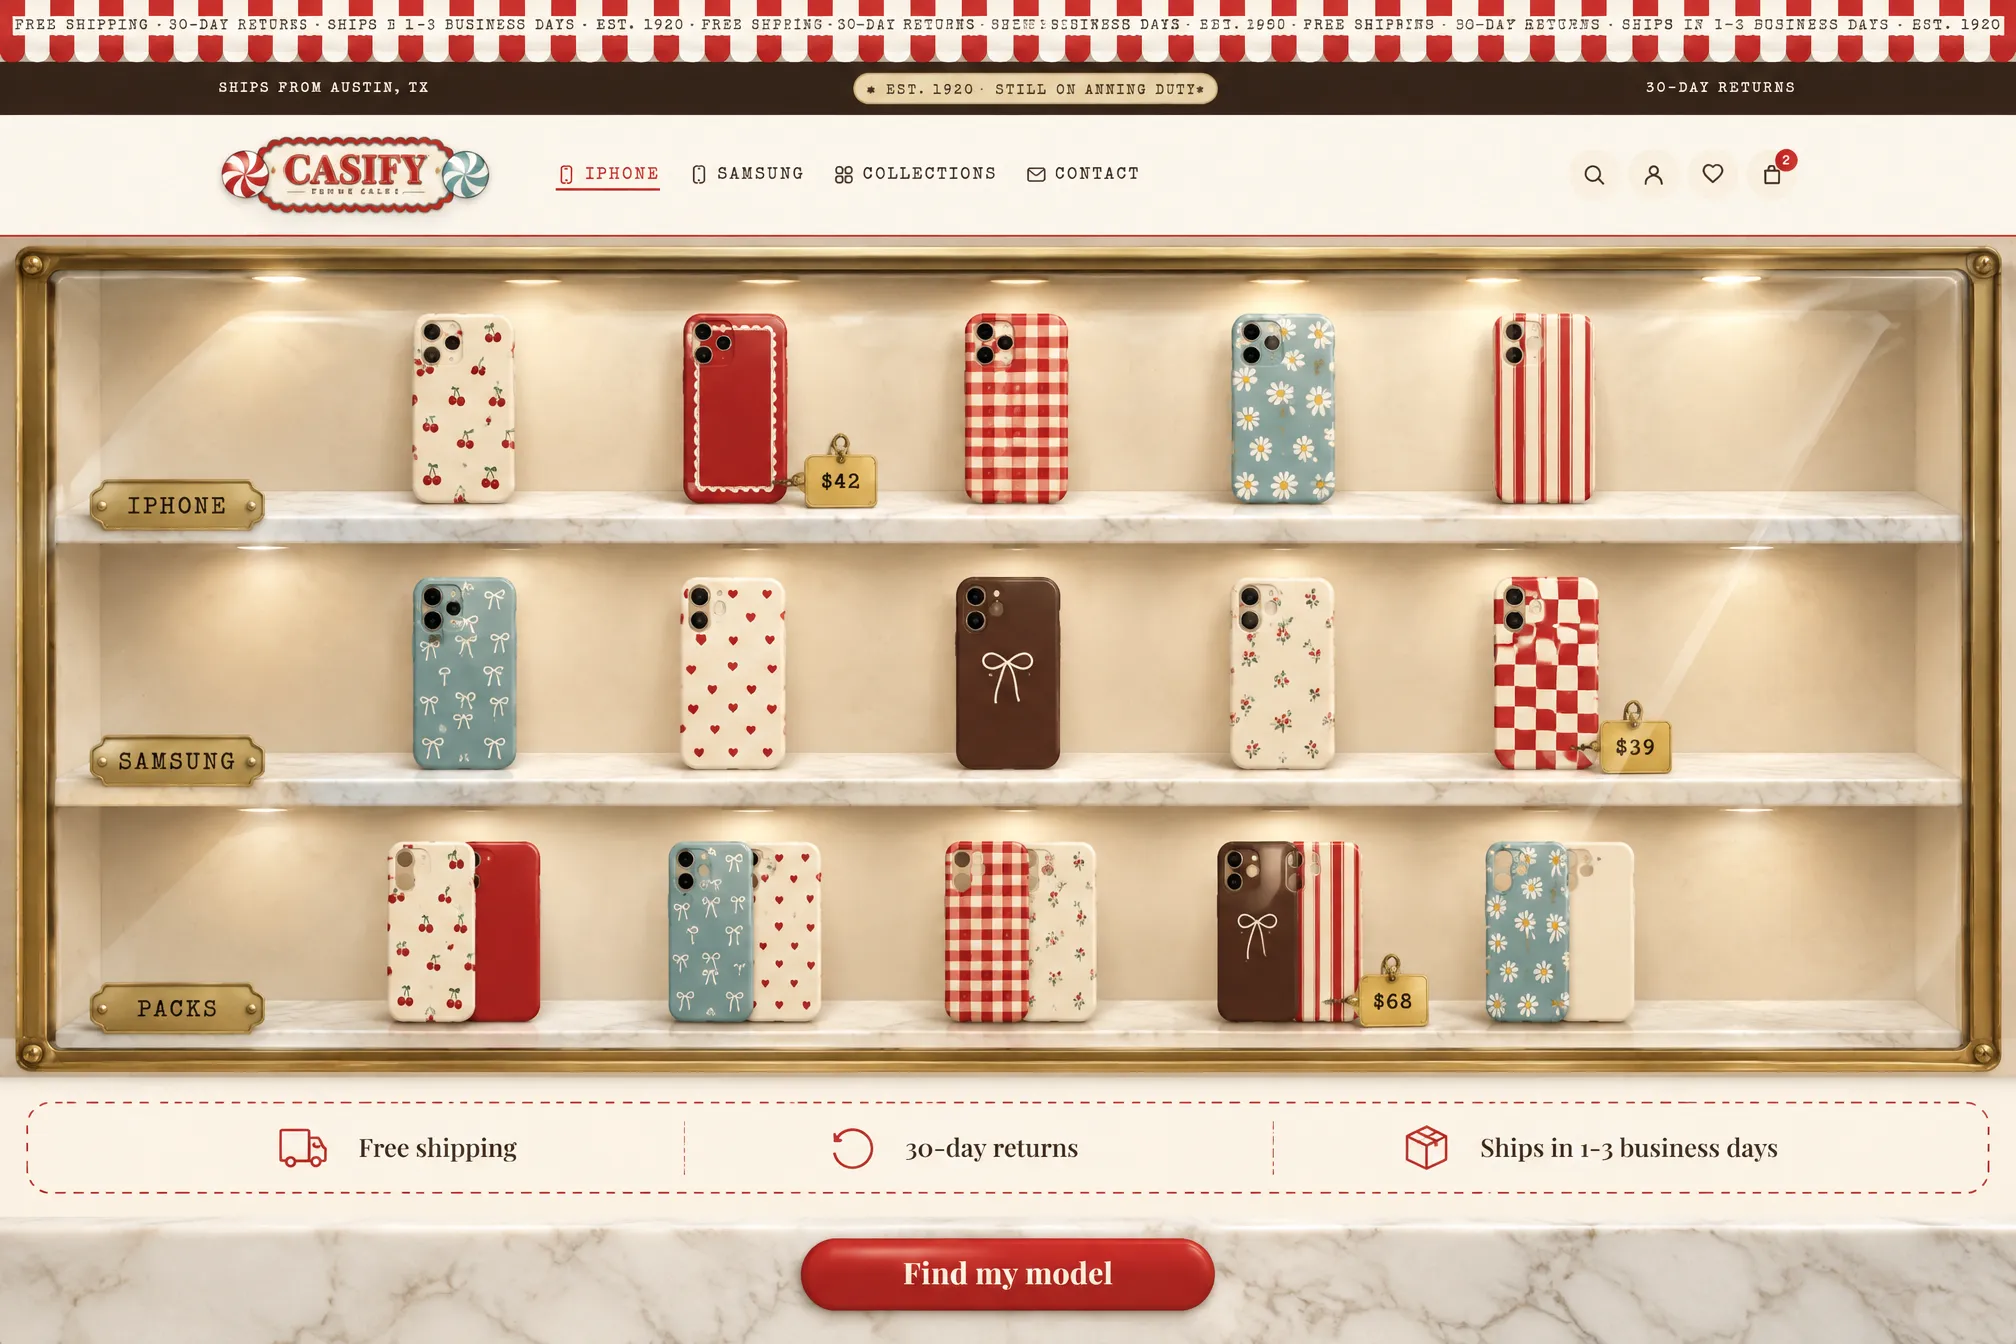 FREE SHIPPING · 30-DAY RETURNS · SHIPS 1-3 BUSINESS DAYS · EST. 1920 · FREE SHPPING · 30-DAY RETURNS · DAYS · FREE · RETURNS · SHIPS IN 1-3 BUSINESS DAYS · EST. 1920
SHIPS FROM AUSTIN, TX
* EST. 1920 · STILL ON ANNING DUTY*
30-DAY RETURNS
CASIFY
IPHONE
SAMSUNG
COLLECTIONS
CONTACT
2
$42
IPHONE
SAMSUNG
$39
PACKS
$68
Free shipping
30-day returns
Ships in 1-3 business days
Find my model